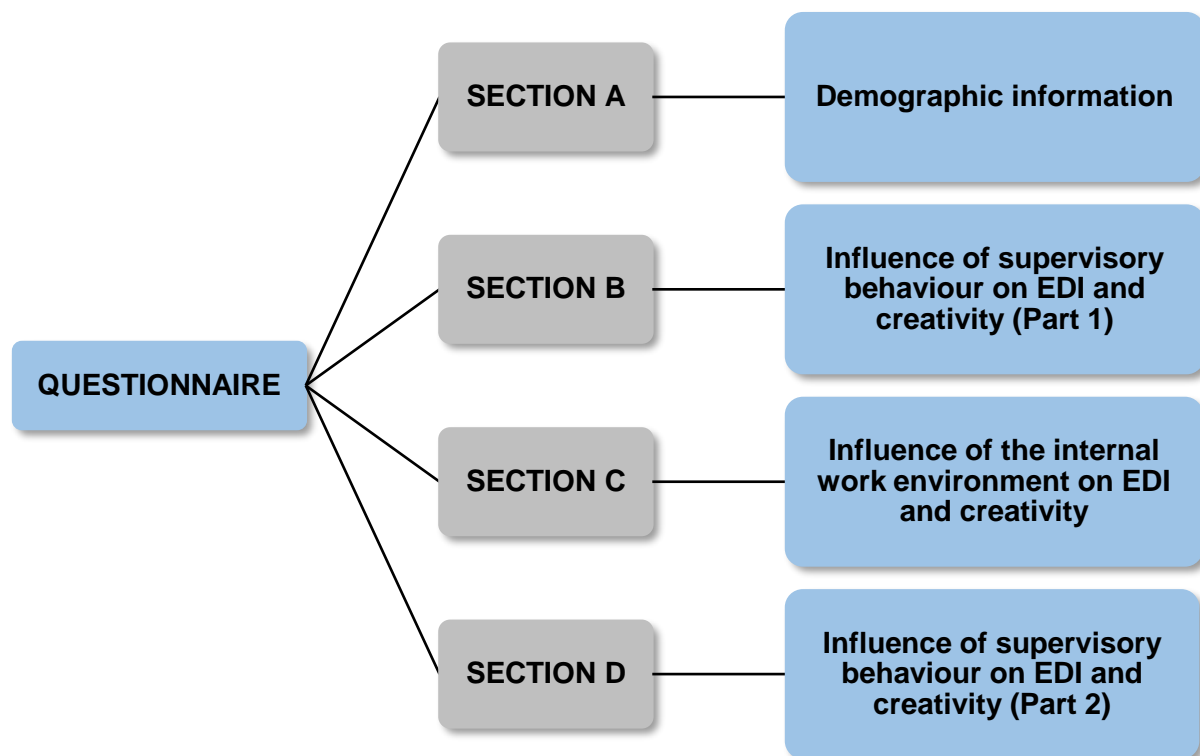 SECTION A
Demographic information
SECTION B
Influence of supervisory
behaviour on EDI and
creativity (Part 1)
QUESTIONNAIRE
SECTION C
Influence of the internal
work environment on EDI
and creativity
SECTION D
Influence of supervisory
behaviour on EDI and
creativity (Part 2)